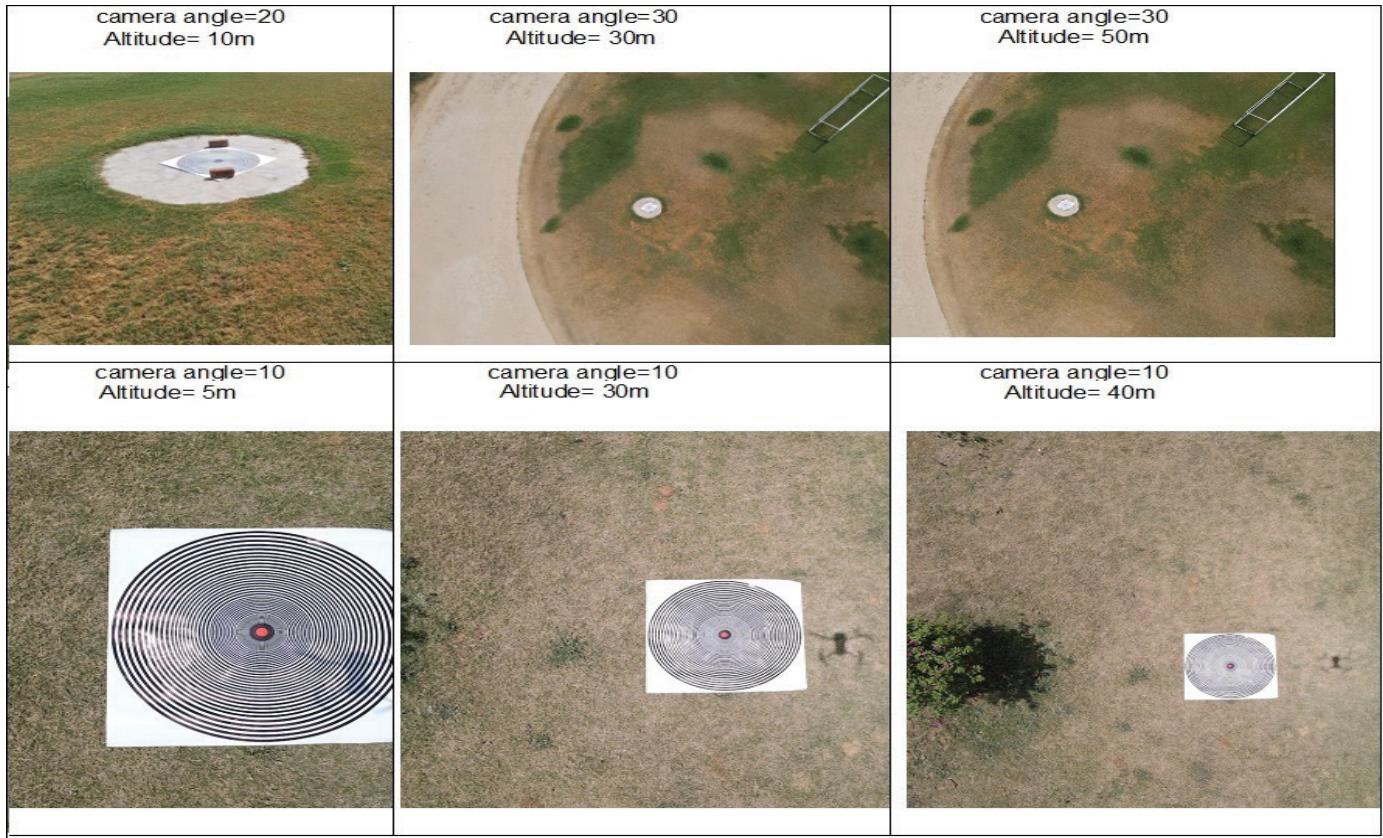 camera angle=20
Altitude= 10m
camera angle=30
Altitude= 30m
camera angle=30
Altitude= 50m
camera angle=10
Altitude= 5m
camera angle=10
Altitude= 30m
camera angle=10
Altitude= 40m